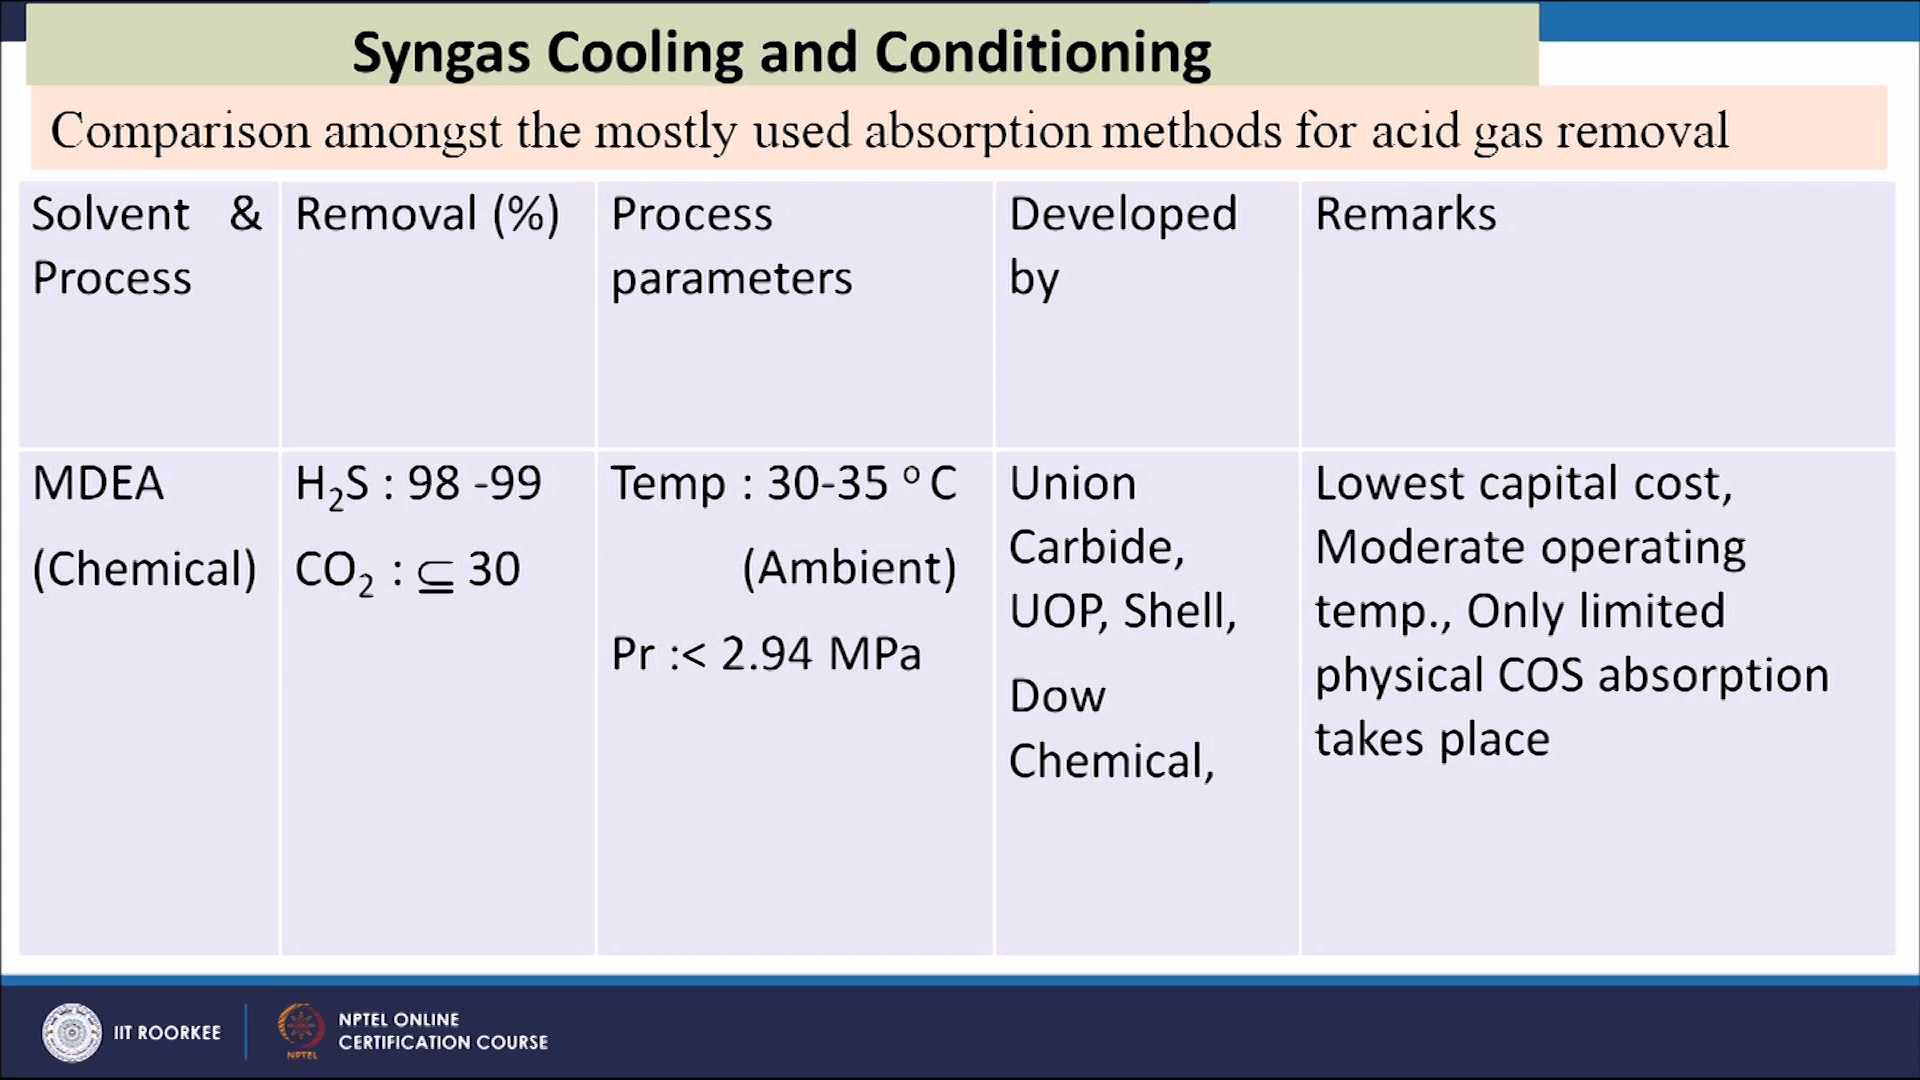 Syngas Cooling and Conditioning
Comparison amongst the mostly used absorption methods for acid gas removal
Solvent &
Process
Removal (%)
Process
parameters
Developed
by
Remarks
MDEA
(Chemical)
H₂S : 98 -99
CO₂ : ⊆ 30
Temp : 30-35 ᵒ C
(Ambient)
Pr :< 2.94 MPa
Union
Carbide,
UOP, Shell,
Dow
Chemical,
Lowest capital cost,
Moderate operating
temp., Only limited
physical COS absorption
takes place
IIT ROORKEE
NPTEL
NPTEL ONLINE
CERTIFICATION COURSE